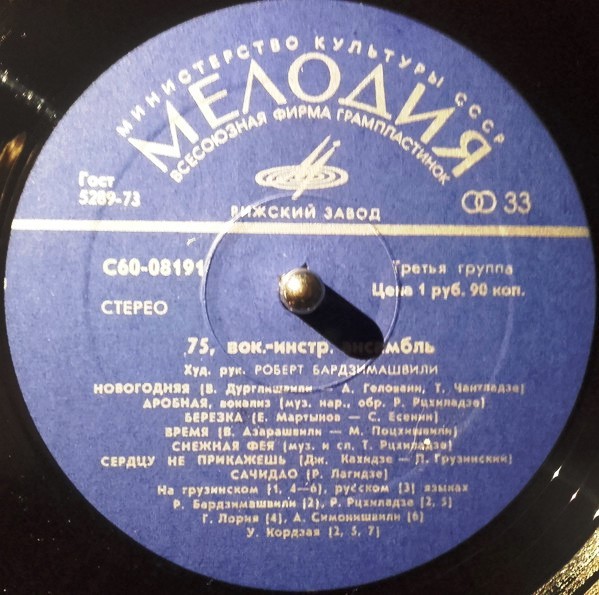 МИНИСТЕРСТВО КУЛЬТУРЫ СССР
МЕЛОДИЯ
ВСЕСОЮЗНАЯ ФИРМА ГРАМПЛАСТИНОК
Гост
5289-73
33
РИЖСКИЙ ЗАВОД
С60-08191
Третья группа
СТЕРЕО
Цена 1 руб. 90 коп.
75, вок.-инстр. ансамбль
Худ. рук. РОБЕРТ БАРДЗИМАШВИЛИ
НОВОГОДНЯЯ (В. Дурглишвили — А. Геловани, Т. Чантладзе)
ДРОБНАЯ, вокализ (муз. нар., обр. Р. Рцхиладзе)
БЕРЕЗКА (Е. Мартынов — С. Есенин)
ВРЕМЯ (В. Азарашвили — М. Поцхишвили)
СНЕЖНАЯ ФЕЯ (муз. и сл. Т. Рцхиладзе)
СЕРДЦУ НЕ ПРИКАЖЕШЬ (Дж. Кахидзе — Л. Грузинский)
САЧИДАО (Р. Лагидзе)
На грузинском (1, 4—6), русском (3) языках
Р. Бардзимашвили (2), Р. Рцхиладзе (2, 5)
Г. Лория (4), А. Симонишвили (6)
У. Кордзая (2, 5, 7)